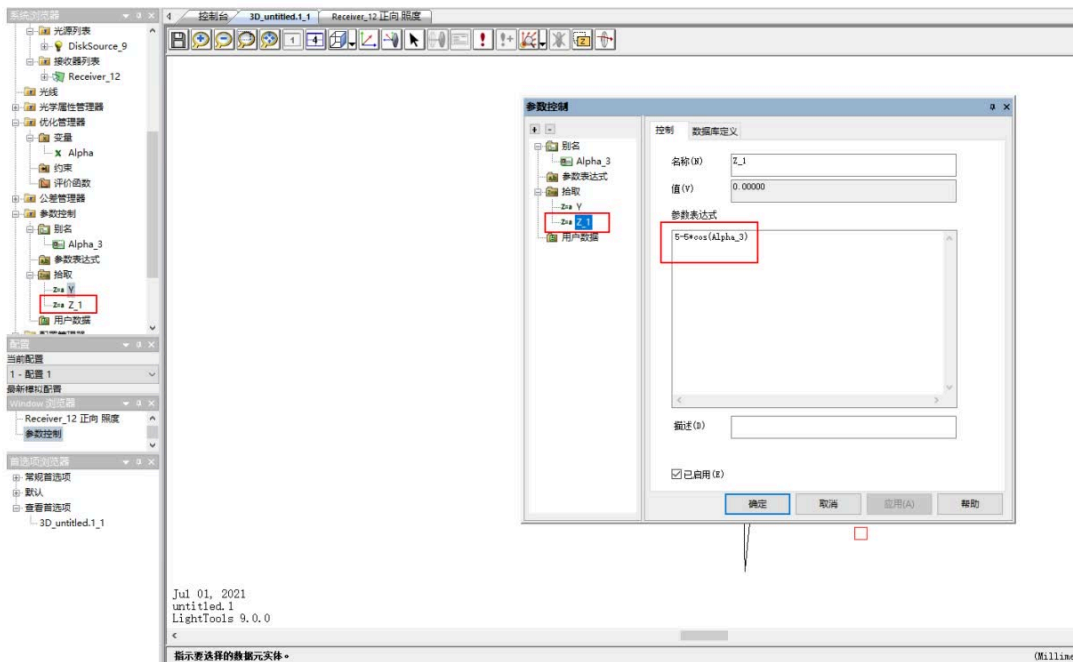 系统浏览器
光源列表
DiskSource_9
接收器列表
Receiver_12
光线
光学属性管理器
优化管理器
变量
Alpha
约束
评价函数
公差管理器
参数控制
别名
Alpha_3
参数表达式
拾取
Y
Z_1
用户数据
配置
当前配置
1 - 配置 1
最新模拟配置
Window 浏览器
Receiver_12 正向 照度
参数控制
首选项浏览器
常规首选项
默认
查看首选项
3D_untitled.1_1
控制台
3D_untitled.1_1
Receiver_12 正向 照度
参数控制
别名
Alpha_3
参数表达式
拾取
Y
Z_1
用户数据
控制 数据库定义
名称(N) Z_1
值(V) 0.00000
参数表达式
5-5*cos(Alpha_3)
描述(D)
已启用(E)
确定 取消 应用(A) 帮助
Jul 01, 2021
untitled.1
LightTools 9.0.0
指示要选择的数据元实体。
(Millime